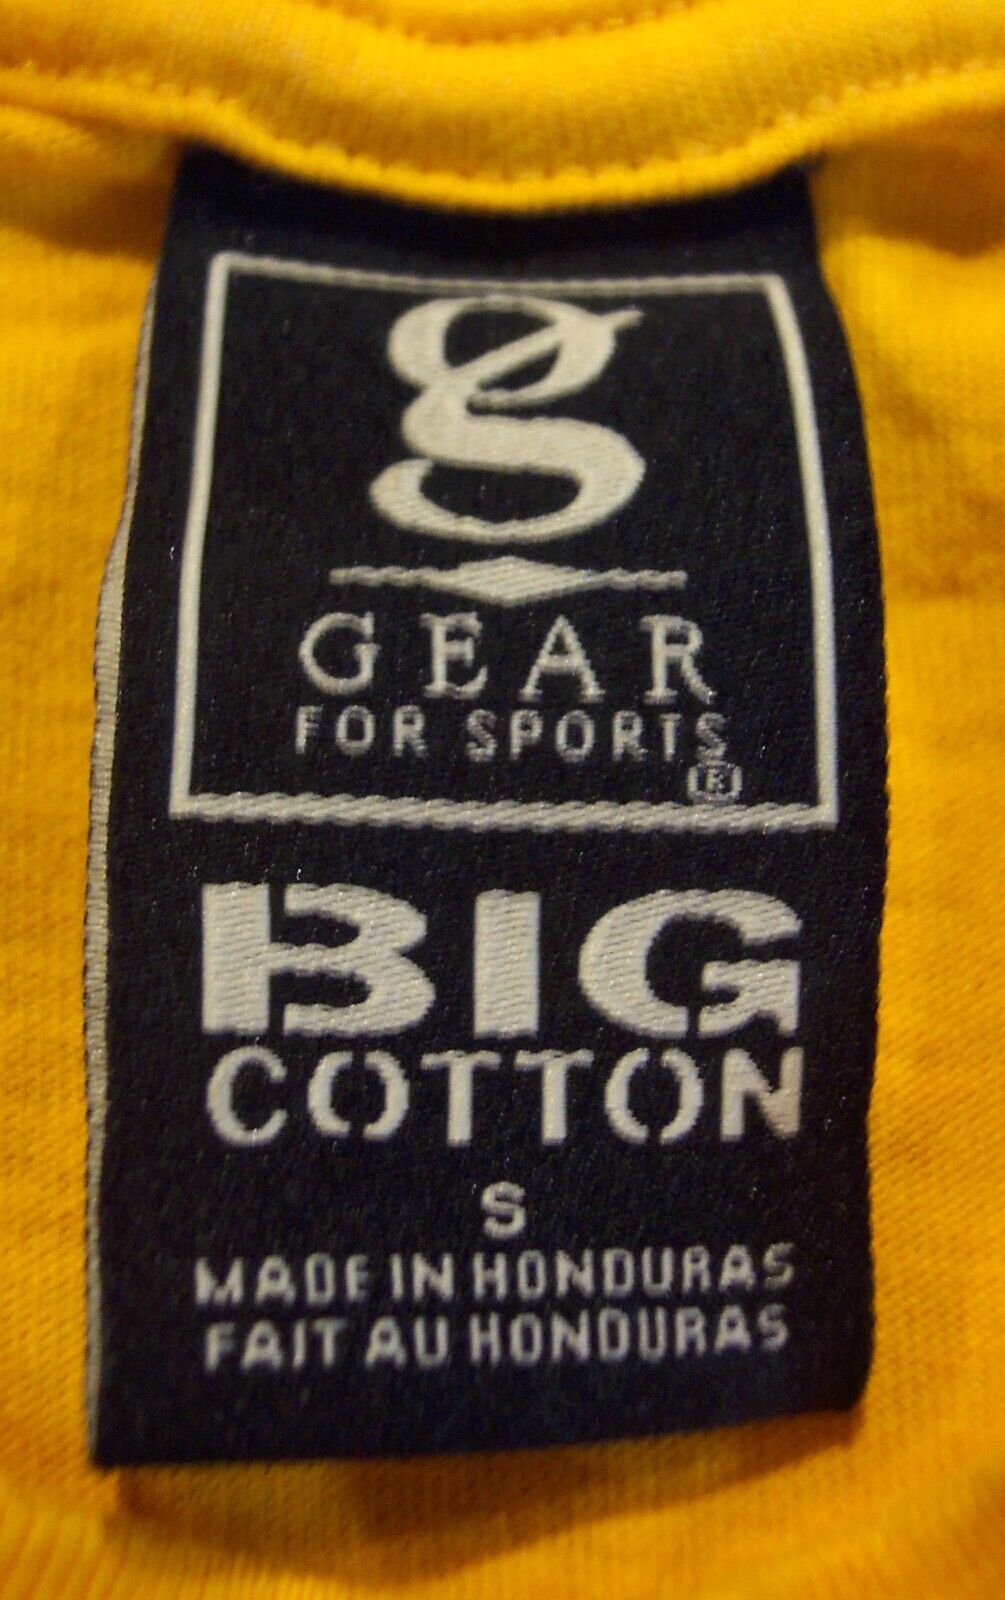 g
GEAR
FOR SPORTS®
BIG
COTTON
S
MADE IN HONDURAS
FAIT AU HONDURAS